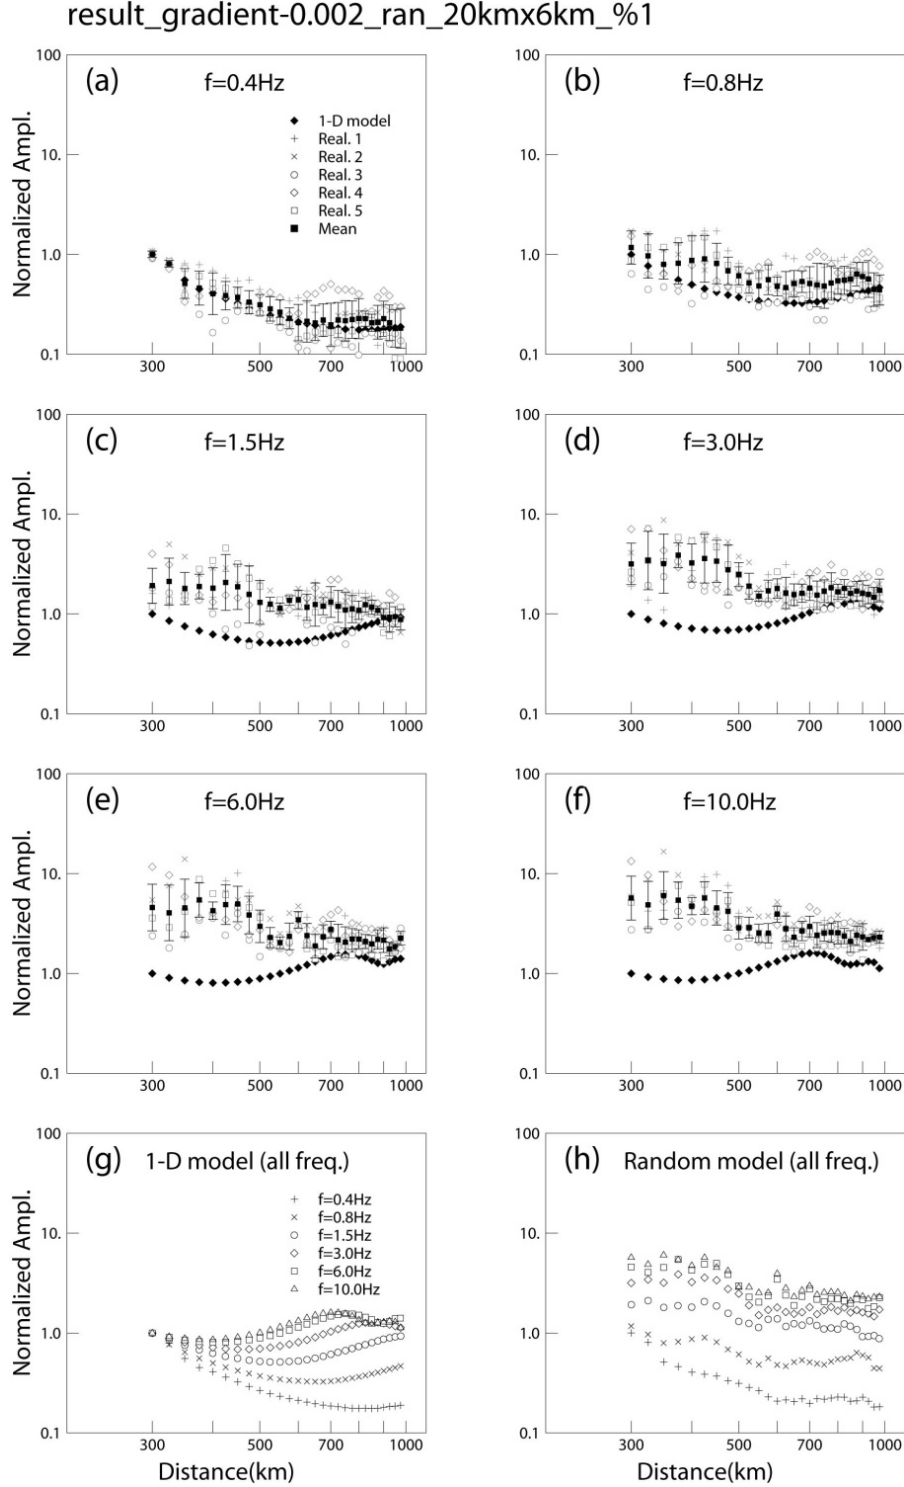 result_gradient-0.002_ran_20kmx6km_%1
(a) f=0.4Hz
100
10.
1.0
0.1
Normalized Ampl.
1-D model
Real. 1
Real. 2
Real. 3
Real. 4
Real. 5
Mean
300 500 700 1000
(b) f=0.8Hz
100
10.
1.0
0.1
300 500 700 1000
(c) f=1.5Hz
100
10.
1.0
0.1
Normalized Ampl.
300 500 700 1000
(d) f=3.0Hz
100
10.
1.0
0.1
300 500 700 1000
(e) f=6.0Hz
100
10.
1.0
0.1
Normalized Ampl.
300 500 700 1000
(f) f=10.0Hz
100
10.
1.0
0.1
300 500 700 1000
(g) 1-D model (all freq.)
100
10.
1.0
0.1
Normalized Ampl.
f=0.4Hz
f=0.8Hz
f=1.5Hz
f=3.0Hz
f=6.0Hz
f=10.0Hz
300 500 700 1000
Distance(km)
(h) Random model (all freq.)
100
10.
1.0
0.1
300 500 700 1000
Distance(km)